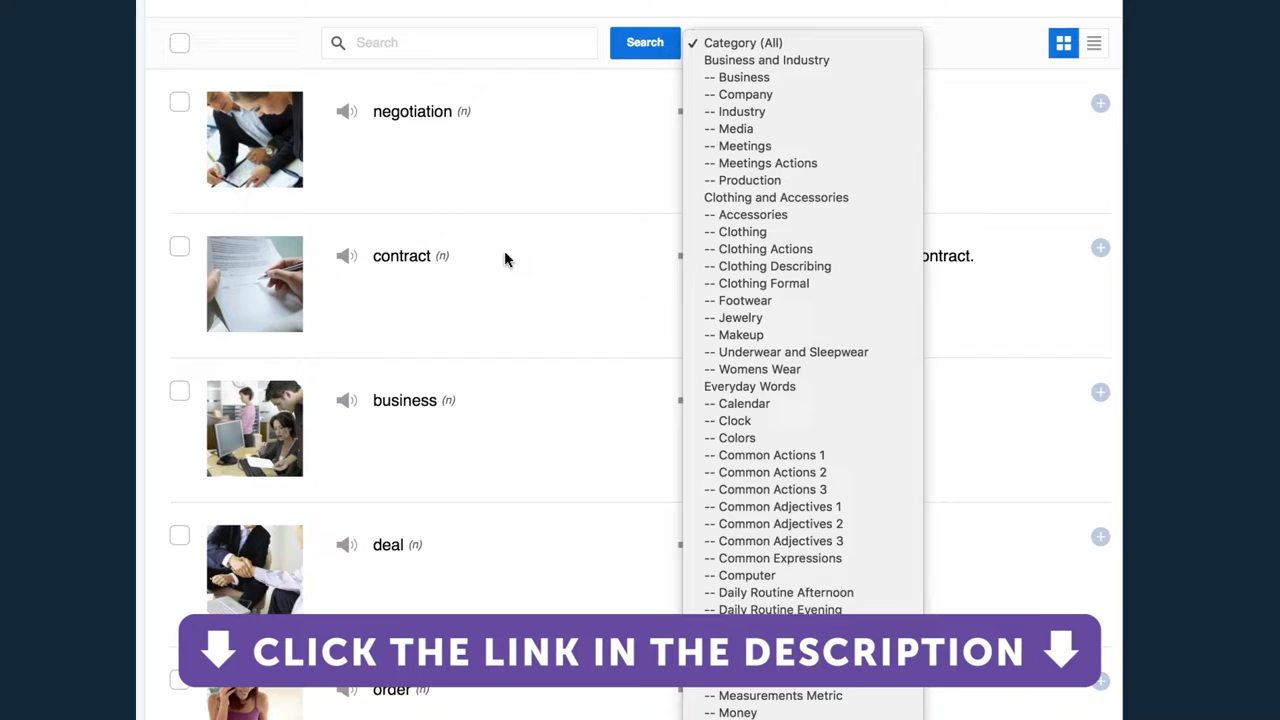 Search
Search
✓ Category (All)
Business and Industry
-- Business
-- Company
-- Industry
-- Media
-- Meetings
-- Meetings Actions
-- Production
Clothing and Accessories
-- Accessories
-- Clothing
-- Clothing Actions
-- Clothing Describing
-- Clothing Formal
-- Footwear
-- Jewelry
-- Makeup
-- Underwear and Sleepwear
-- Womens Wear
Everyday Words
-- Calendar
-- Clock
-- Colors
-- Common Actions 1
-- Common Actions 2
-- Common Actions 3
-- Common Adjectives 1
-- Common Adjectives 2
-- Common Adjectives 3
-- Common Expressions
-- Computer
-- Daily Routine Afternoon
-- Daily Routine Evening
-- Measurements Metric
-- Money
negotiation (n)
contract (n)
ontract.
business (n)
deal (n)
order (n)
CLICK THE LINK IN THE DESCRIPTION